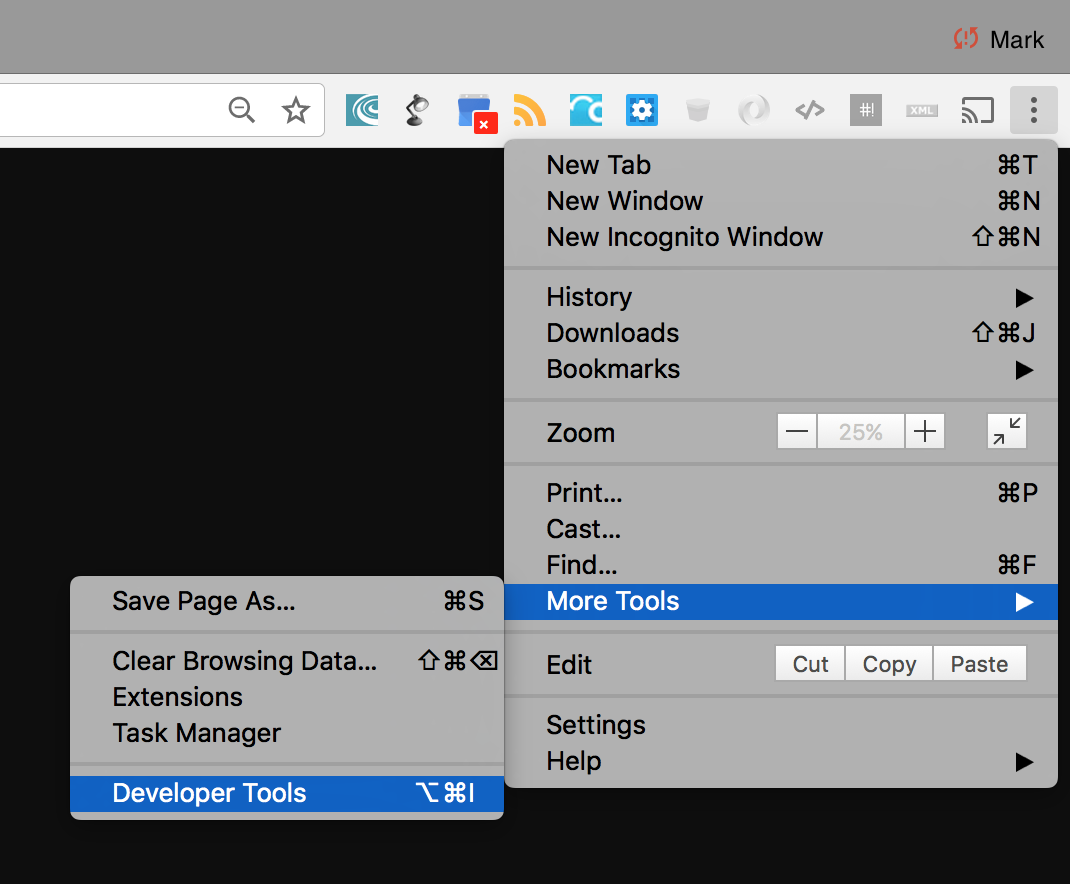 Mark
#!
XML
New Tab ⌘T
New Window ⌘N
New Incognito Window ⇧⌘N
History ▶
Downloads ⇧⌘J
Bookmarks ▶
Zoom — 25% +
Print... ⌘P
Cast...
Find... ⌘F
More Tools ▶
Edit Cut Copy Paste
Settings
Help ▶
Save Page As... ⌘S
Clear Browsing Data... ⇧⌘⌫
Extensions
Task Manager
Developer Tools ⌥⌘I